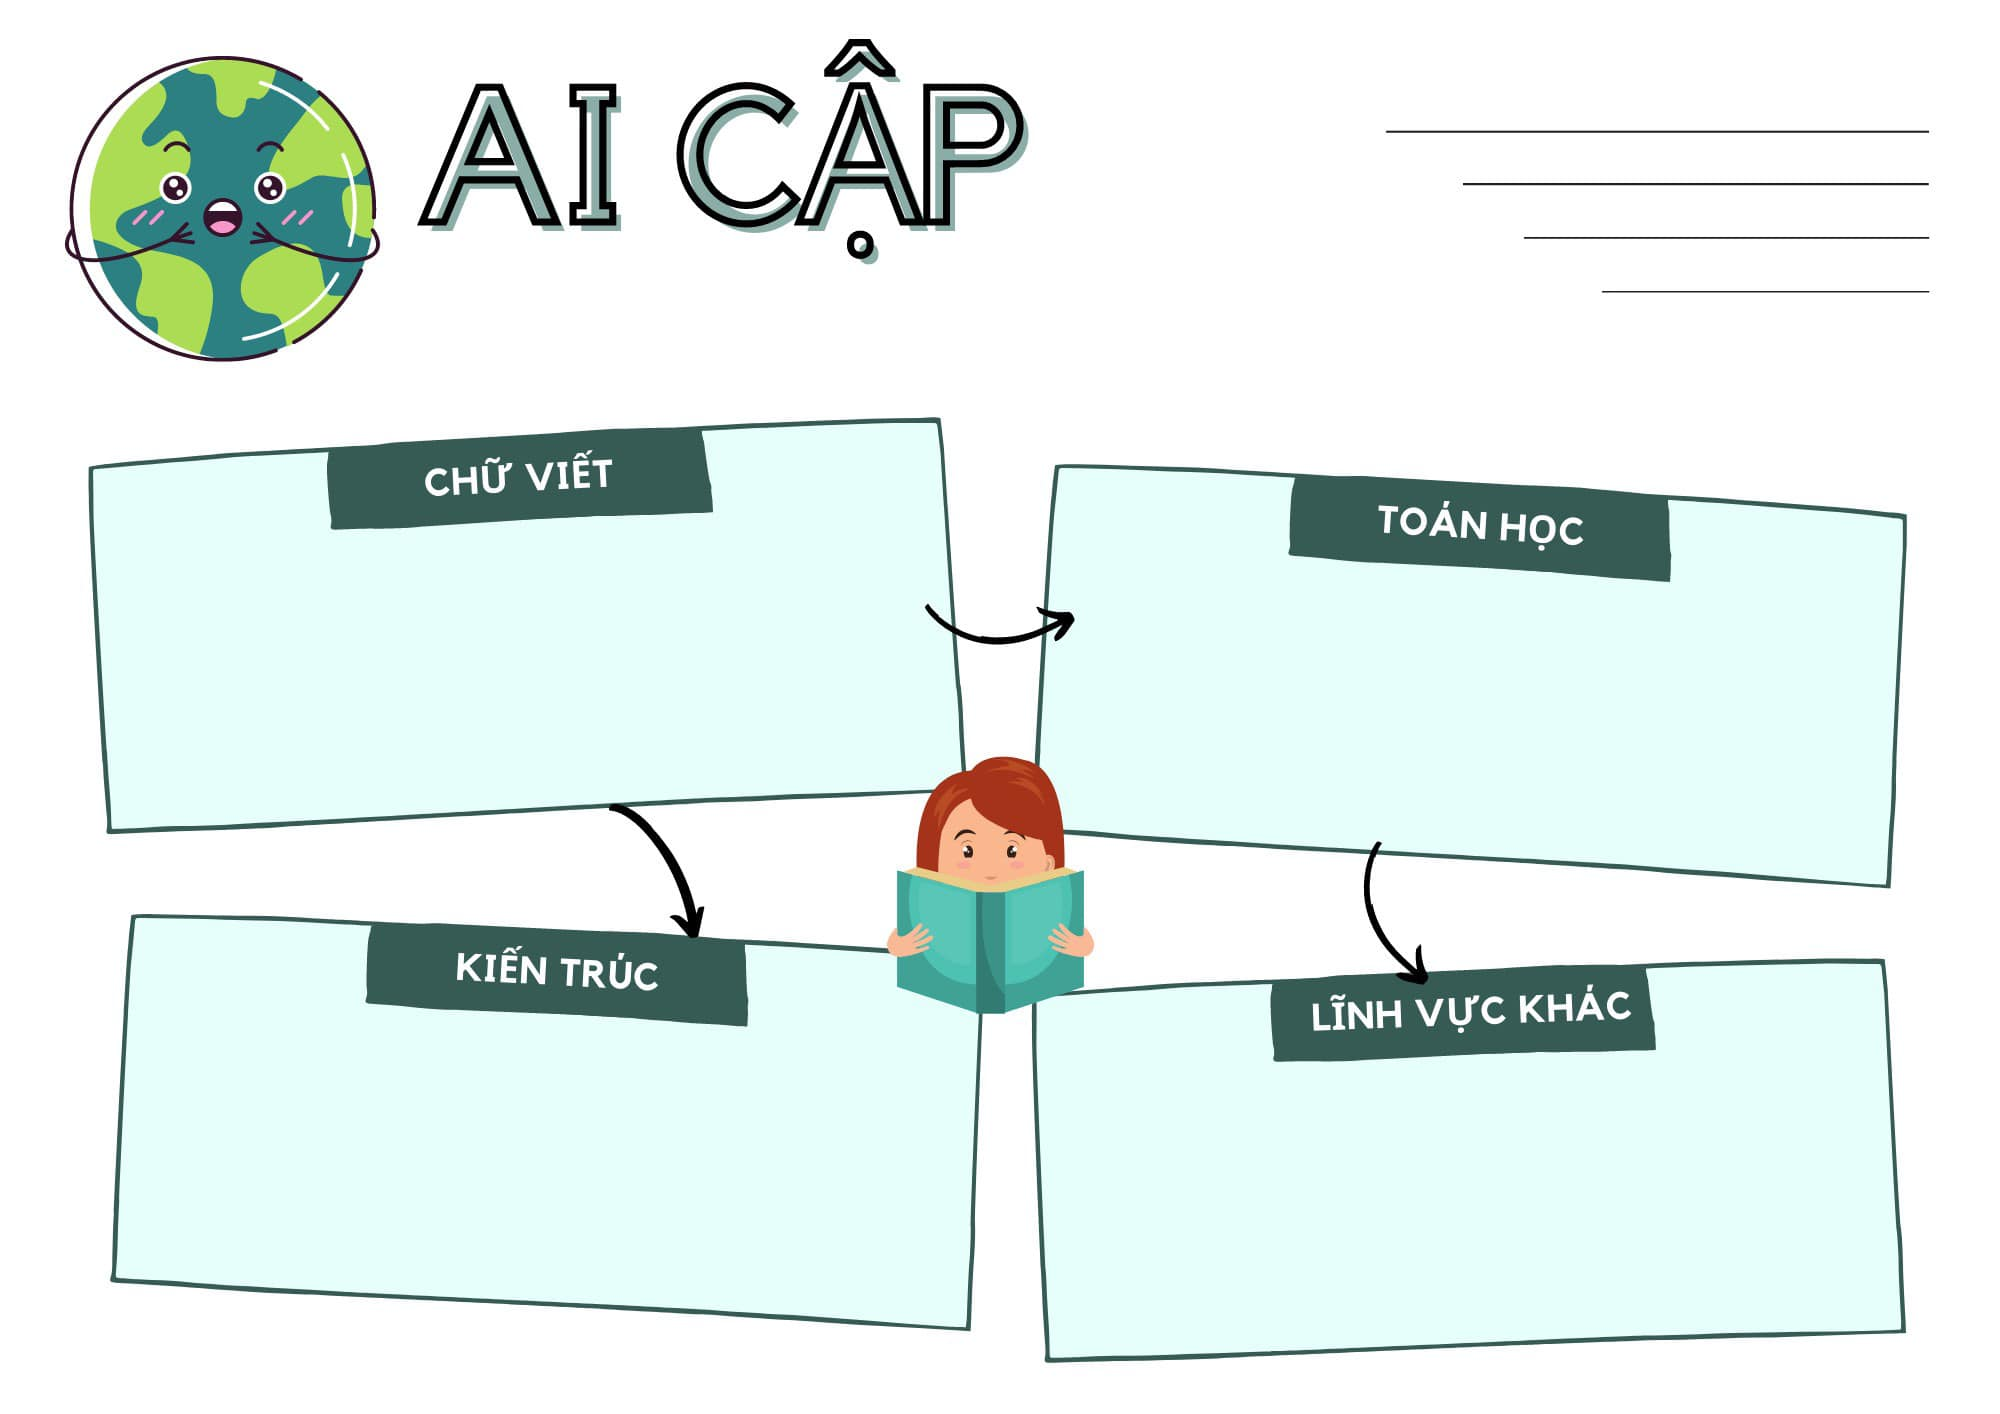 AI CẬP
CHỮ VIẾT
TOÁN HỌC
KIẾN TRÚC
LĨNH VỰC KHÁC